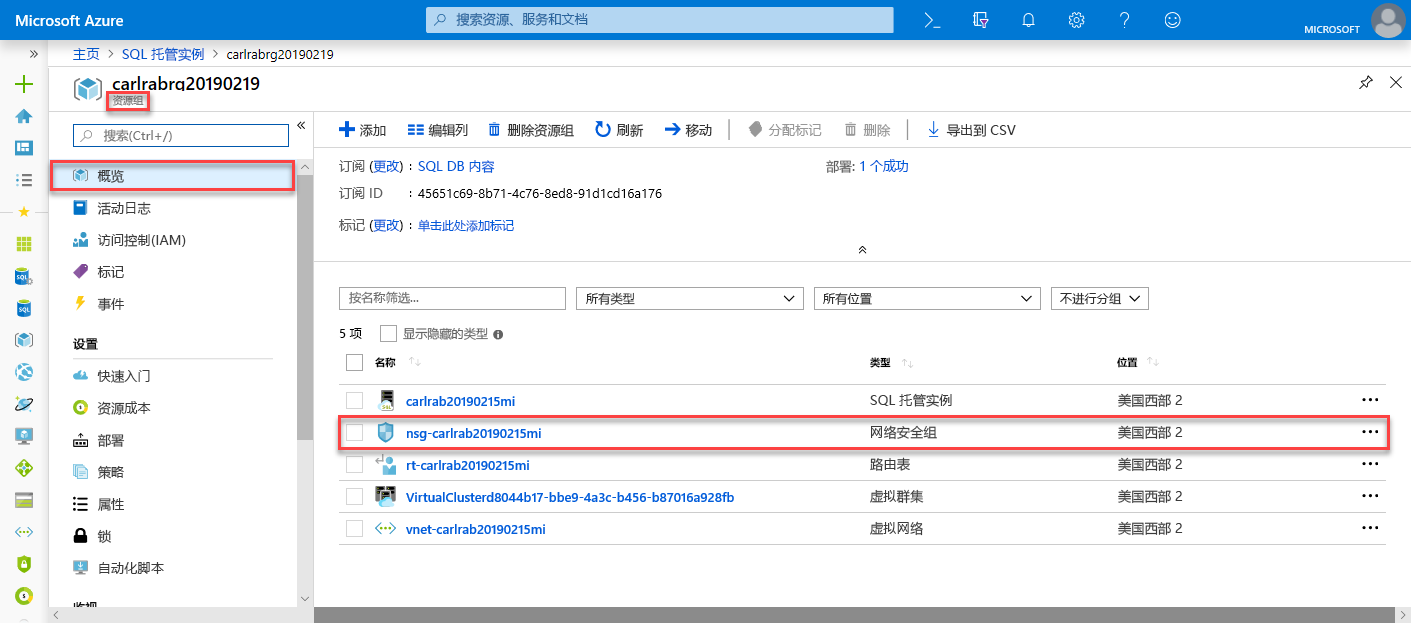 Microsoft Azure
搜索资源、服务和文档
MICROSOFT
主页 > SQL 托管实例 > carlrabrg20190219
carlrabrg20190219
资源组
搜索(Ctrl+/)
概览
活动日志
访问控制(IAM)
标记
事件
设置
快速入门
资源成本
部署
策略
属性
锁
自动化脚本
监视
添加 编辑列 删除资源组 刷新 移动 分配标记 删除 导出到 CSV
订阅 (更改) : SQL DB 内容 部署: 1 个成功
订阅 ID : 45651c69-8b71-4c76-8ed8-91d1cd16a176
标记 (更改) : 单击此处添加标记
按名称筛选... 所有类型 所有位置 不进行分组
5 项 显示隐藏的类型
名称 类型 位置
carlrab20190215mi SQL 托管实例 美国西部 2
nsg-carlrab20190215mi 网络安全组 美国西部 2
rt-carlrab20190215mi 路由表 美国西部 2
VirtualClusterd8044b17-bbe9-4a3c-b456-b87016a928fb 虚拟群集 美国西部 2
vnet-carlrab20190215mi 虚拟网络 美国西部 2